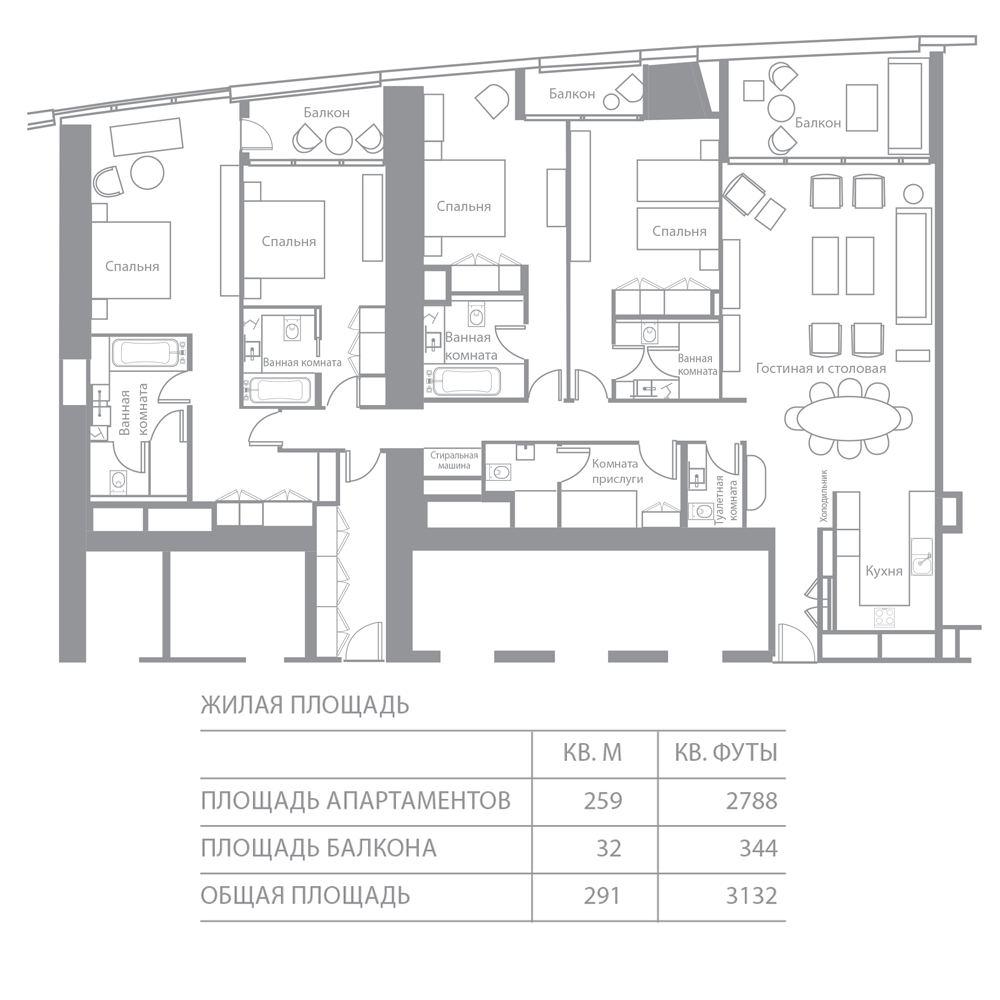 Балкон
Балкон
Балкон
Спальня
Спальня
Спальня
Спальня
Ванная комната
Ванная
комната
Ванная
комната
Ванная
комната
Гостиная и столовая
Стиральная
машина
Комната
прислуги
Туалетная
комната
Холодильник
Кухня
ЖИЛАЯ ПЛОЩАДЬ
КВ. М КВ. ФУТЫ
ПЛОЩАДЬ АПАРТАМЕНТОВ 259 2788
ПЛОЩАДЬ БАЛКОНА 32 344
ОБЩАЯ ПЛОЩАДЬ 291 3132